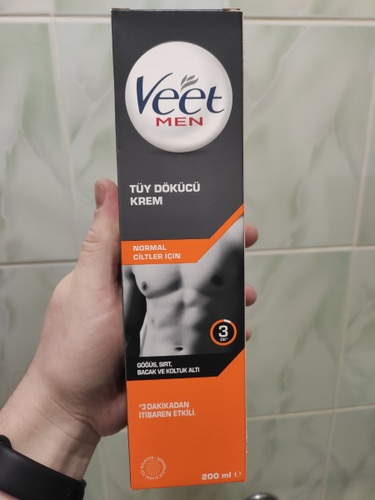 Veet
MEN
TÜY DÖKÜCÜ
KREM
NORMAL
CİLTLER İÇİN
3
DK*
GÖĞÜS, SIRT,
BACAK VE KOLTUK ALTI
*3 DAKİKADAN
İTİBAREN ETKİLİ.
200 ml e